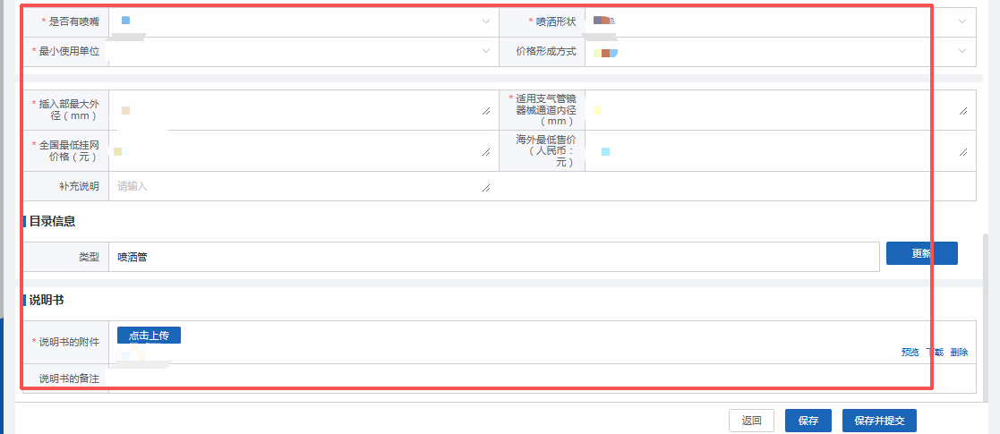 * 是否有喷嘴
* 喷洒形状
* 最小使用单位
价格形成方式
* 插入部最大外
径（mm）
* 适用支气管镜
器械通道内径
（mm）
* 全国最低挂网
价格（元）
海外最低售价
（人民币：
元）
补充说明
请输入
目录信息
类型
喷洒管
更新
说明书
* 说明书的附件
点击上传
预览 下载 删除
说明书的备注
返回
保存
保存并提交